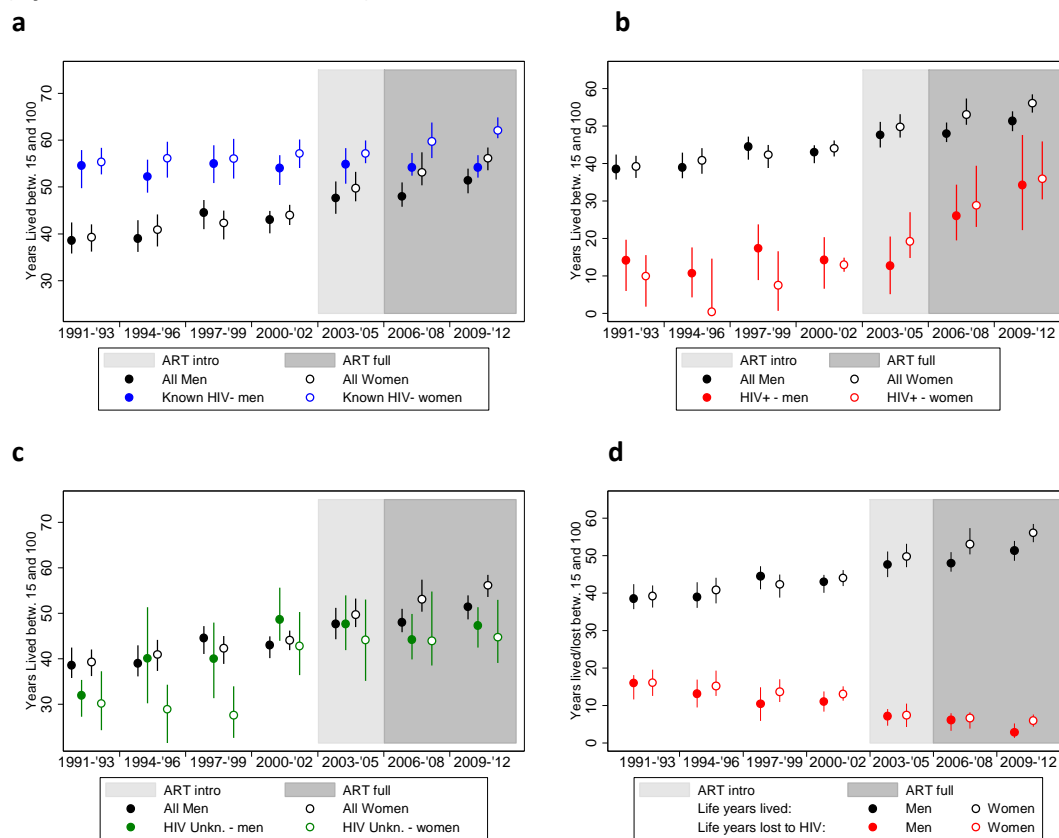 a
Years Lived betw. 15 and 100
70
60
50
40
30
1991-'93 1994-'96 1997-'99 2000-'02 2003-'05 2006-'08 2009-'12
ART intro ART full
All Men All Women
Known HIV- men Known HIV- women
b
Years Lived betw. 15 and 100
60
50
40
30
20
10
0
1991-'93 1994-'96 1997-'99 2000-'02 2003-'05 2006-'08 2009-'12
ART intro ART full
All Men All Women
HIV+ - men HIV+ - women
c
Years Lived betw. 15 and 100
70
60
50
40
30
1991-'93 1994-'96 1997-'99 2000-'02 2003-'05 2006-'08 2009-'12
ART intro ART full
All Men All Women
HIV Unkn. - men HIV Unkn. - women
d
Years lived/lost betw. 15 and 100
60
50
40
30
20
10
0
1991-'93 1994-'96 1997-'99 2000-'02 2003-'05 2006-'08 2009-'12
ART intro ART full
Life years lived: Men Women
Life years lost to HIV: Men Women